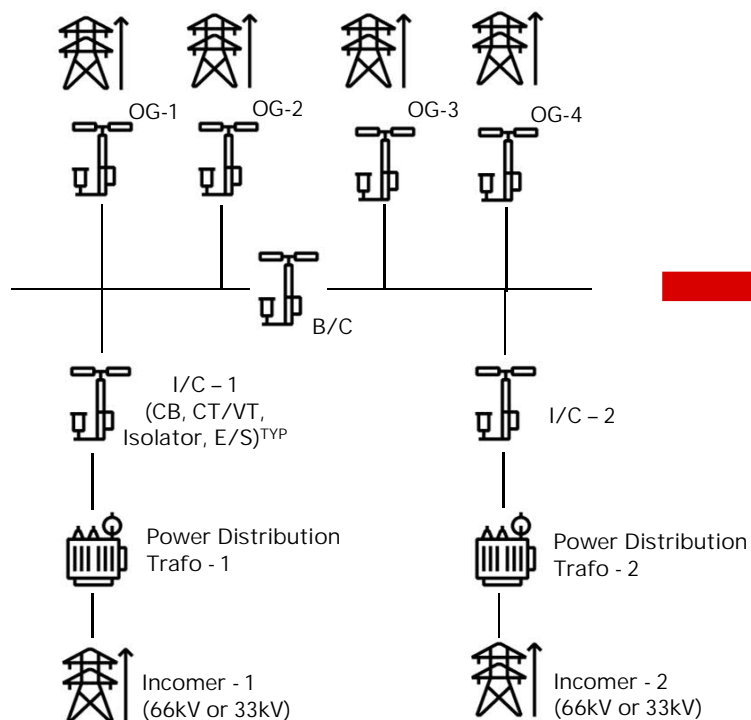 OG-1
OG-2
OG-3
OG-4
B/C
I/C – 1
(CB, CT/VT,
Isolator, E/S)TYP
I/C – 2
Power Distribution
Trafo - 1
Power Distribution
Trafo - 2
Incomer - 1
(66kV or 33kV)
Incomer - 2
(66kV or 33kV)